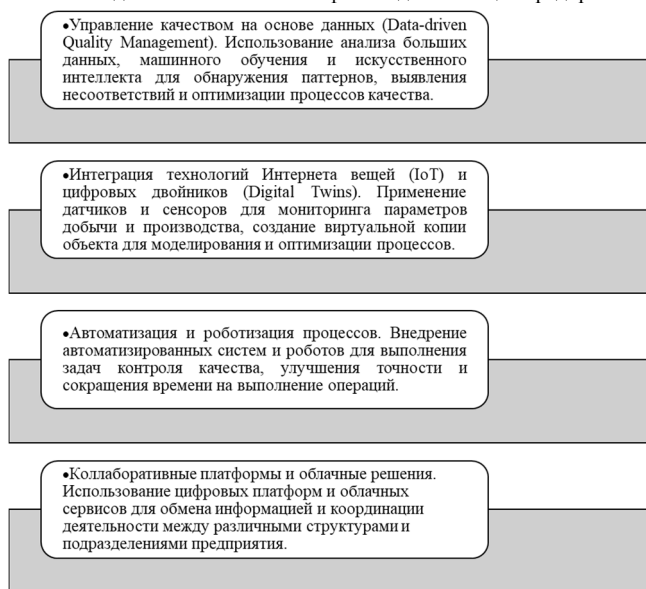 •Управление качеством на основе данных (Data-driven
Quality Management). Использование анализа больших
данных, машинного обучения и искусственного
интеллекта для обнаружения паттернов, выявления
несоответствий и оптимизации процессов качества.
•Интеграция технологий Интернета вещей (IoT) и
цифровых двойников (Digital Twins). Применение
датчиков и сенсоров для мониторинга параметров
добычи и производства, создание виртуальной копии
объекта для моделирования и оптимизации процессов.
•Автоматизация и роботизация процессов. Внедрение
автоматизированных систем и роботов для выполнения
задач контроля качества, улучшения точности и
сокращения времени на выполнение операций.
•Коллаборативные платформы и облачные решения.
Использование цифровых платформ и облачных
сервисов для обмена информацией и координации
деятельности между различными структурами и
подразделениями предприятия.